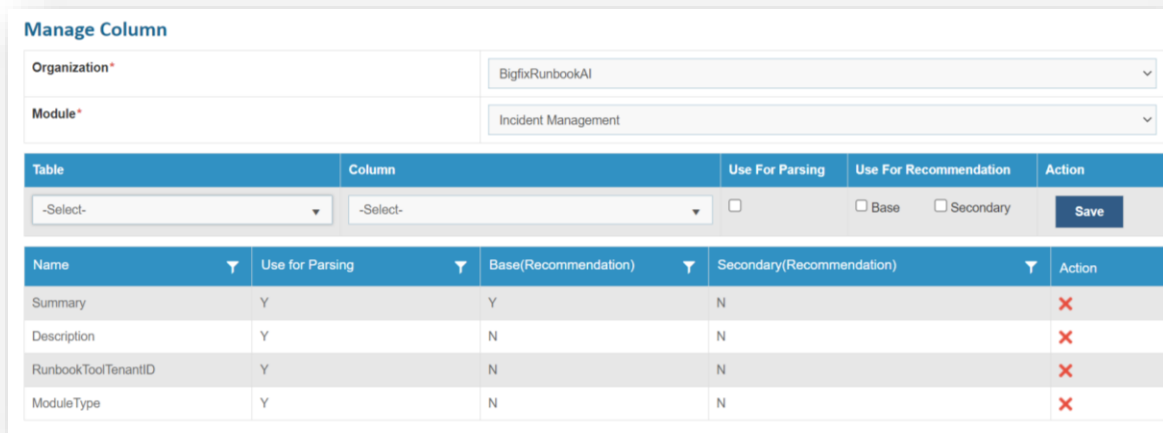 Manage Column
Organization*
BigfixRunbookAI
Module*
Incident Management
Table Column Use For Parsing Use For Recommendation Action
-Select- -Select- Base Secondary Save
Name Use for Parsing Base(Recommendation) Secondary(Recommendation) Action
Summary Y Y N
Description Y N N
RunbookToolTenantID Y N N
ModuleType Y N N